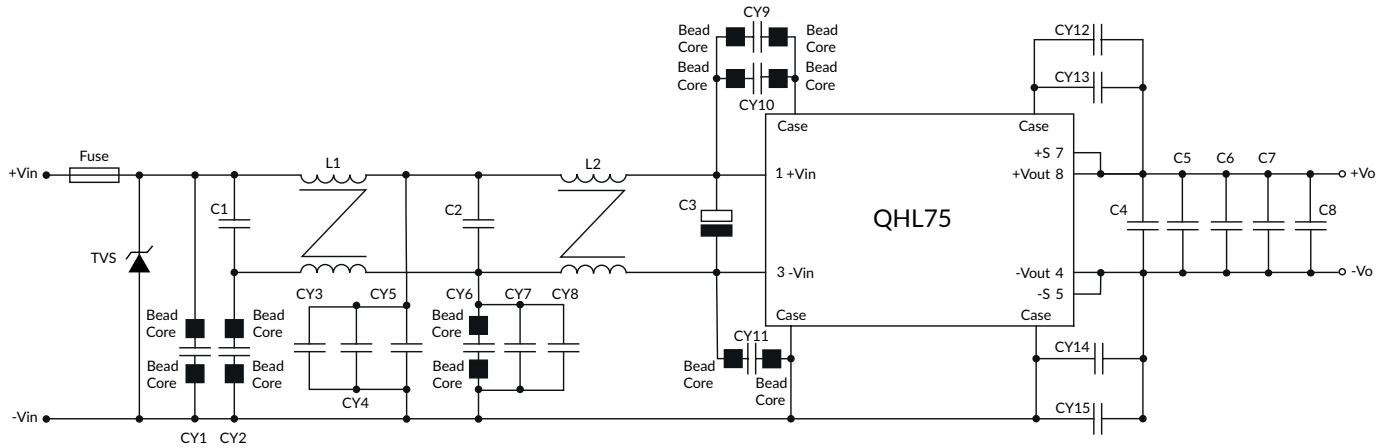 CY9
Bead
Core
Bead
Core
Bead
Core
Bead
Core
CY10
CY12
CY13
Case
Case
Fuse
L1
L2
+Vin
1 +Vin
+S 7
+Vout 8
C5
C6
C7
+Vo
C1
C2
C3
QHL75
C4
C8
TVS
3 -Vin
-Vout 4
-S 5
-Vo
CY3
CY5
CY6
CY7
CY8
Bead
Core
Bead
Core
Bead
Core
Case
Case
CY11
CY14
Bead
Core
Bead
Core
Bead
Core
Bead
Core
Bead
Core
CY4
CY15
-Vin
CY1
CY2